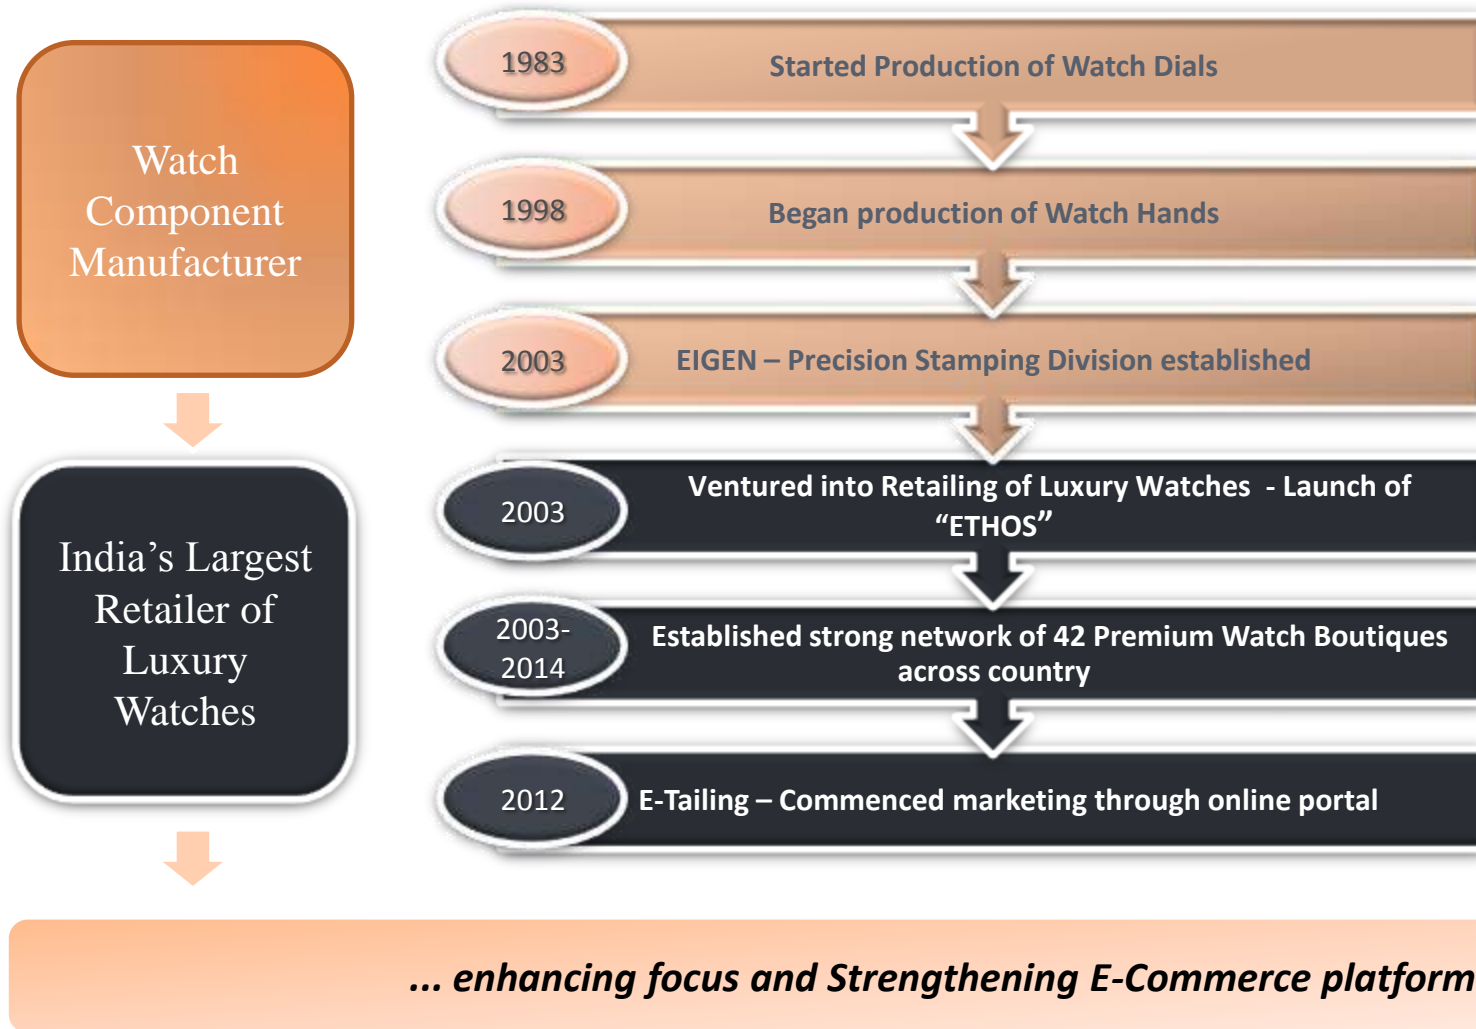 Watch
Component
Manufacturer
India's Largest
Retailer of
Luxury
Watches
1983
Started Production of Watch Dials
1998
Began production of Watch Hands
2003
EIGEN – Precision Stamping Division established
2003
Ventured into Retailing of Luxury Watches - Launch of
“ETHOS”
2003-
2014
Established strong network of 42 Premium Watch Boutiques
across country
2012
E-Tailing – Commenced marketing through online portal
... enhancing focus and Strengthening E-Commerce platform